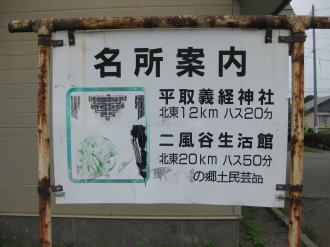 名所案内
平取義経神社
北東12km バス20分
二風谷生活館
北東20km バス50分
の郷土民芸品